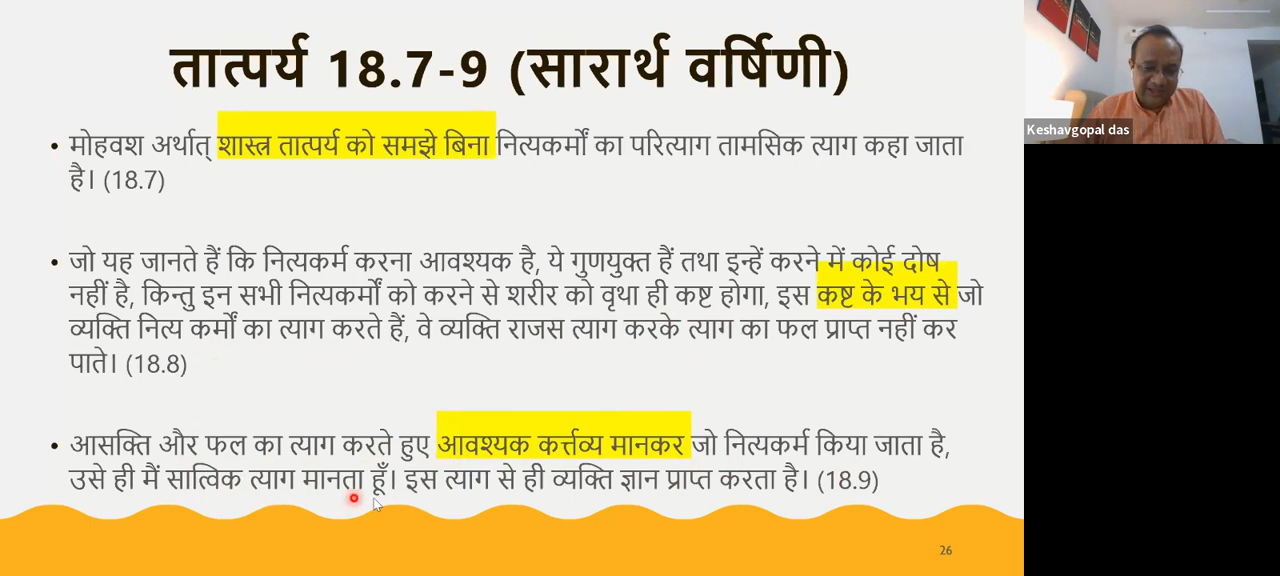 तात्पर्य 18.7-9 (सारार्थ वर्षिणी)
• मोहवश अर्थात् शास्त्र तात्पर्य को समझे बिना नित्यकर्मों का परित्याग तामसिक त्याग कहा जाता
है। (18.7)
• जो यह जानते हैं कि नित्यकर्म करना आवश्यक है, ये गुणयुक्त हैं तथा इन्हें करने में कोई दोष
नहीं है, किन्तु इन सभी नित्यकर्मों को करने से शरीर को वृथा ही कष्ट होगा, इस कष्ट के भय से जो
व्यक्ति नित्य कर्मों का त्याग करते हैं, वे व्यक्ति राजस त्याग करके त्याग का फल प्राप्त नहीं कर
पाते। (18.8)
• आसक्ति और फल का त्याग करते हुए आवश्यक कर्त्तव्य मानकर जो नित्यकर्म किया जाता है,
उसे ही मैं सात्विक त्याग मानता हूँ। इस त्याग से ही व्यक्ति ज्ञान प्राप्त करता है। (18.9)
26
Keshavgopal das